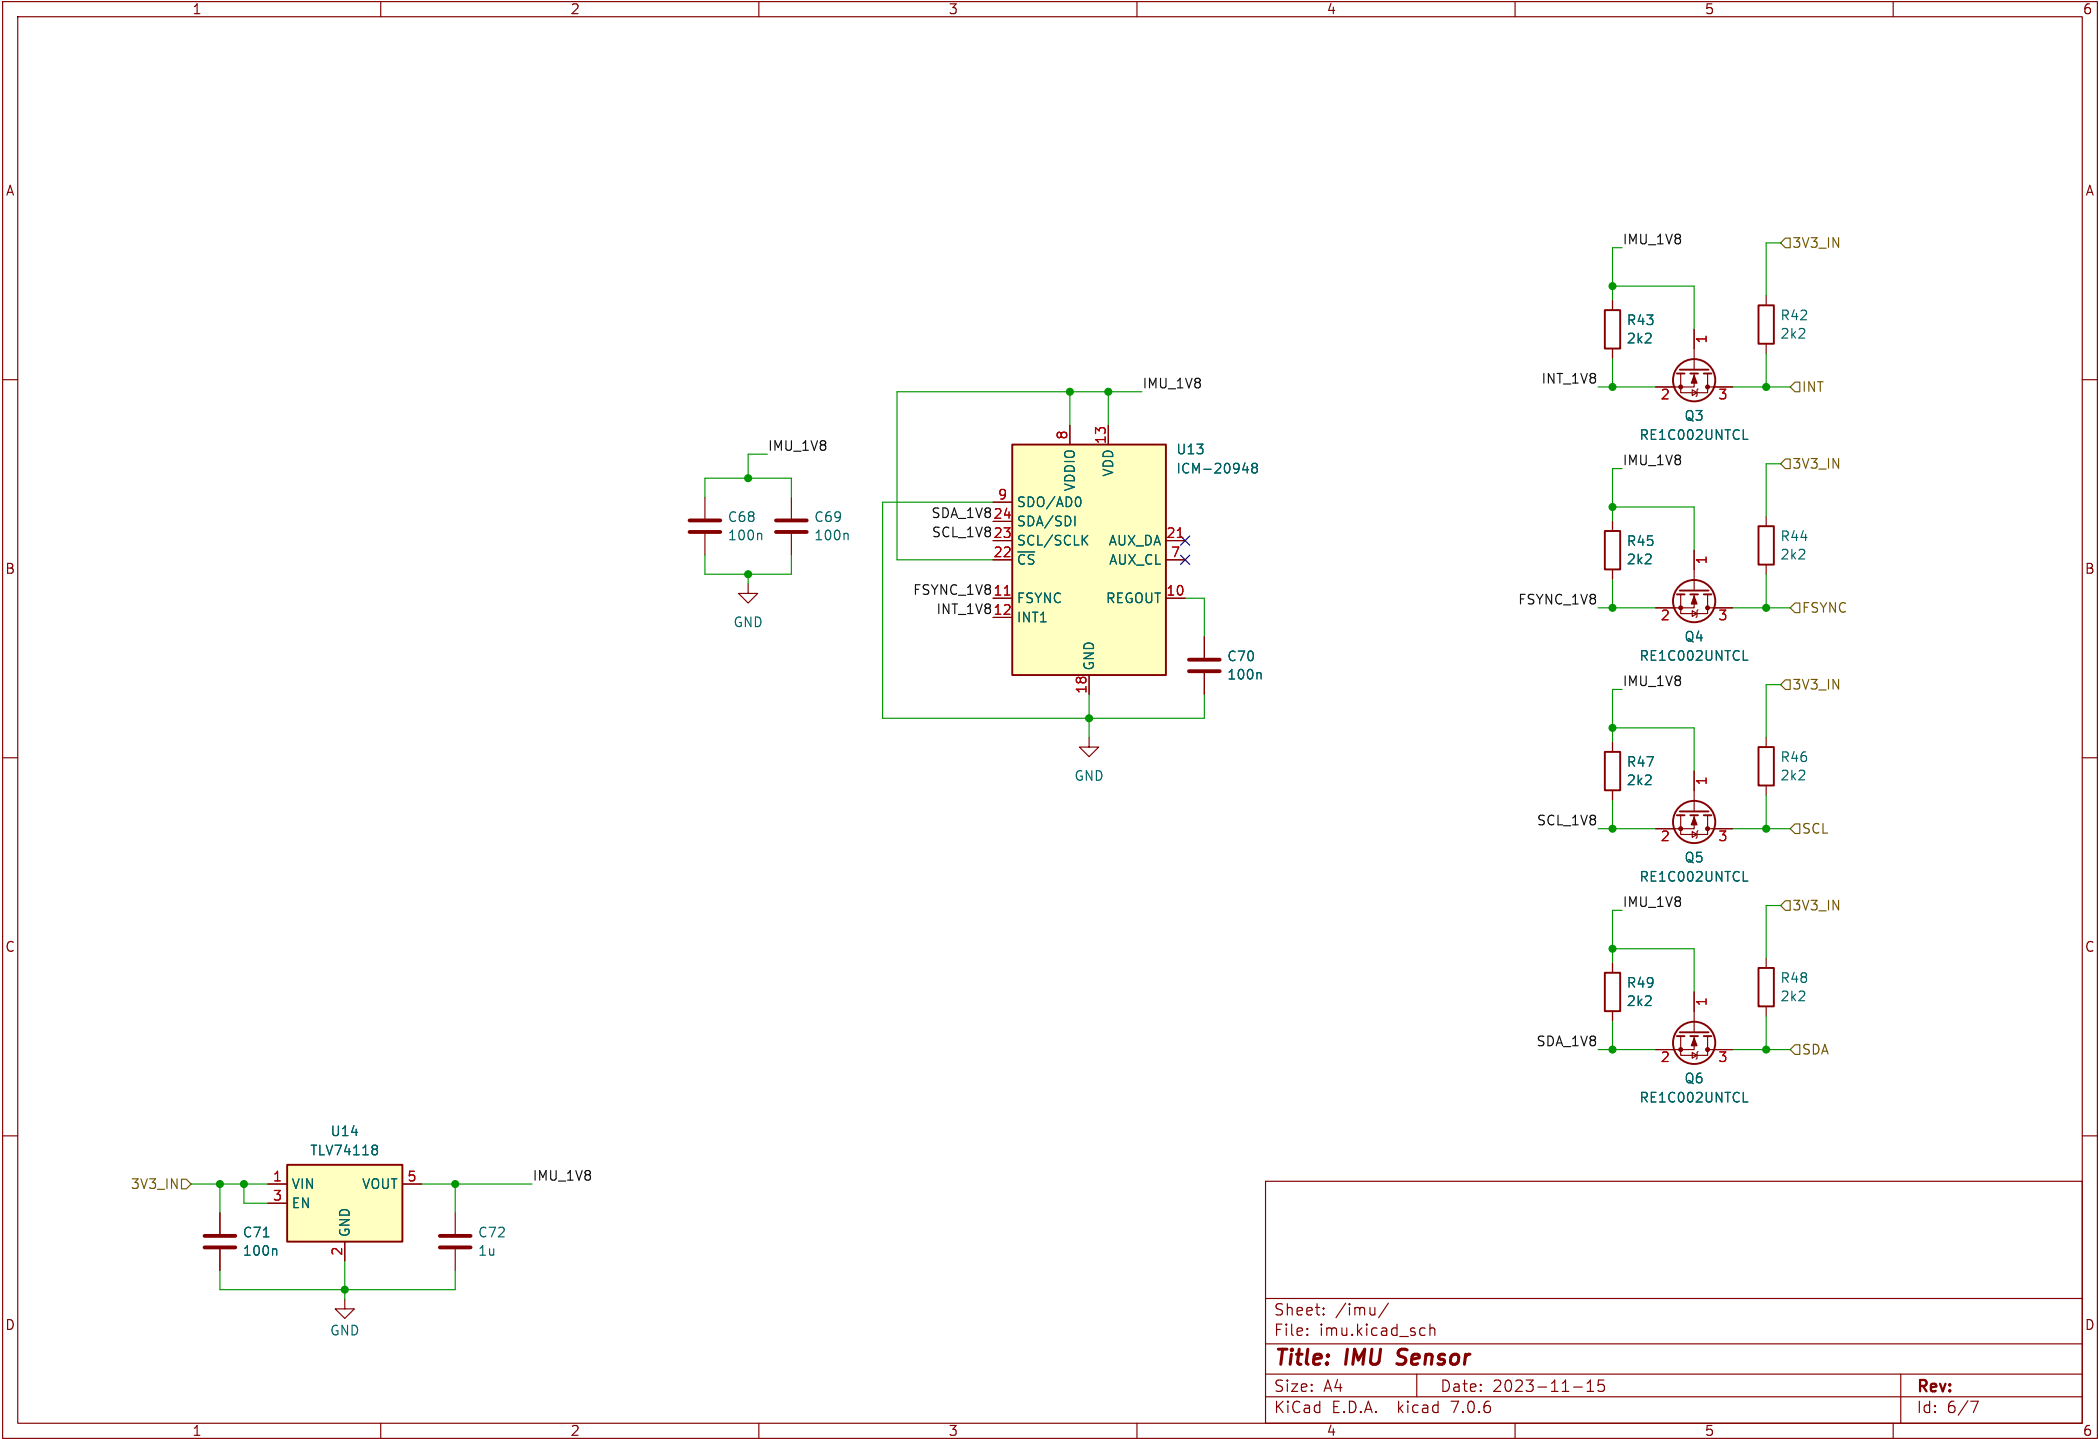 1 2 3 4 5 6
A A
B B
C C
D D
IMU_1V8
C68
100n
C69
100n
GND
IMU_1V8
U13
ICM-20948
8
VDDIO
13
VDD
9 SDO/AD0
SDA_1V8 24 SDA/SDI
SCL_1V8 23 SCL/SCLK
22 CS
FSYNC_1V8 11 FSYNC
INT_1V8 12 INT1
AUX_DA 21
AUX_CL 7
REGOUT 10
GND
18
C70
100n
GND
IMU_1V8
3V3_IN
R43
2k2
R42
2k2
1
INT_1V8
2 3
INT
Q3
RE1C002UNTCL
IMU_1V8
3V3_IN
R45
2k2
R44
2k2
1
FSYNC_1V8
2 3
FSYNC
Q4
RE1C002UNTCL
IMU_1V8
3V3_IN
R47
2k2
R46
2k2
1
SCL_1V8
2 3
SCL
Q5
RE1C002UNTCL
IMU_1V8
3V3_IN
R49
2k2
R48
2k2
1
SDA_1V8
2 3
SDA
Q6
RE1C002UNTCL
U14
TLV74118
3V3_IN
1 VIN
3 EN
VOUT 5
IMU_1V8
GND
2
C71
100n
C72
1u
GND
Sheet: /imu/
File: imu.kicad_sch
Title: IMU Sensor
Size: A4 Date: 2023-11-15 Rev:
KiCad E.D.A. kicad 7.0.6 Id: 6/7
1 2 3 4 5 6